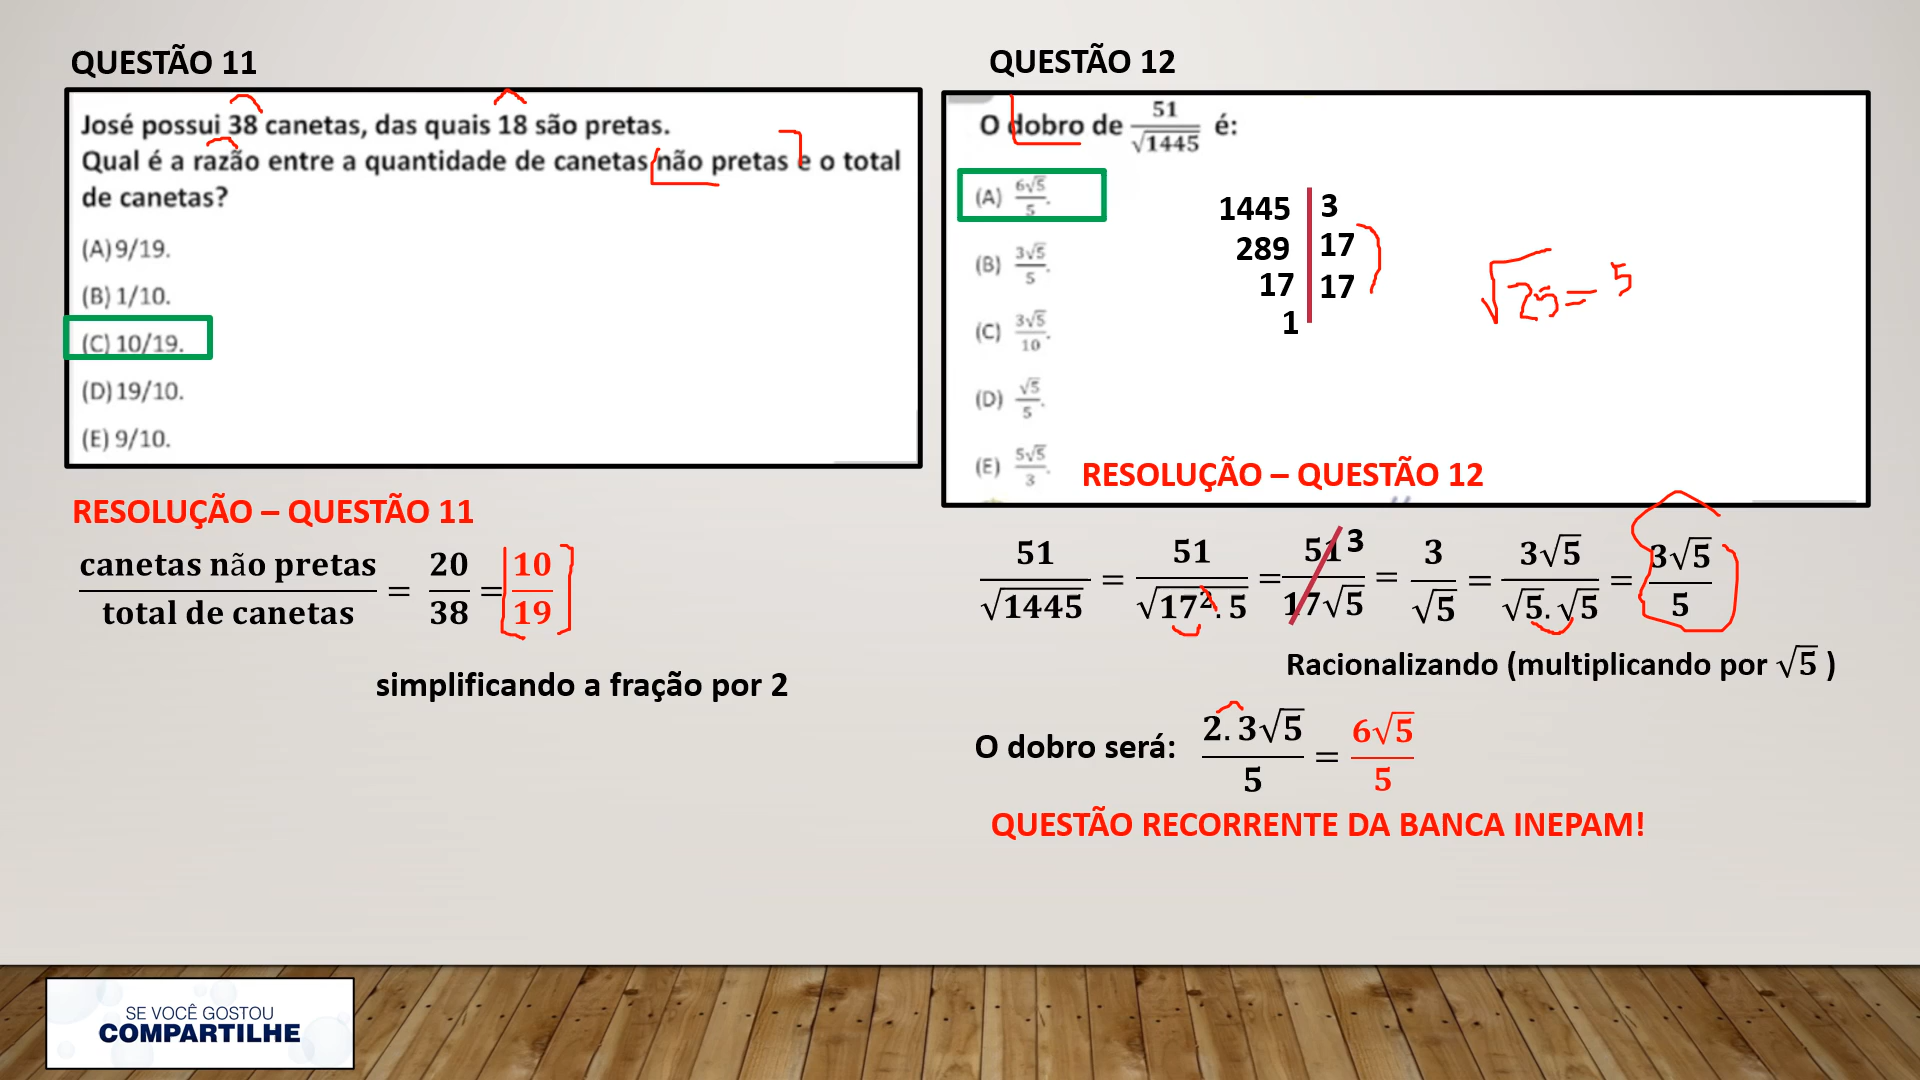 QUESTÃO 11
José possui 38 canetas, das quais 18 são pretas.
Qual é a razão entre a quantidade de canetas não pretas e o total
de canetas?
(A) 9/19.
(B) 1/10.
(C) 10/19.
(D) 19/10.
(E) 9/10.
RESOLUÇÃO – QUESTÃO 11
canetas não pretas / total de canetas = 20/38 = 10/19
simplificando a fração por 2
QUESTÃO 12
O dobro de 51/√1445 é:
(A) 6√5/5.
(B) 3√5/5.
(C) 3√5/10.
(D) √5/5.
(E) 5√5/3.
1445 | 3
289 | 17
17 | 17
1
√25 = 5
RESOLUÇÃO – QUESTÃO 12
51/√1445 = 51/√17².5 = 51/17√5 3 = 3/√5 = 3√5/√5.√5 = 3√5/5
Racionalizando (multiplicando por √5 )
O dobro será: 2.3√5/5 = 6√5/5
QUESTÃO RECORRENTE DA BANCA INEPAM!
SE VOCÊ GOSTOU
COMPARTILHE